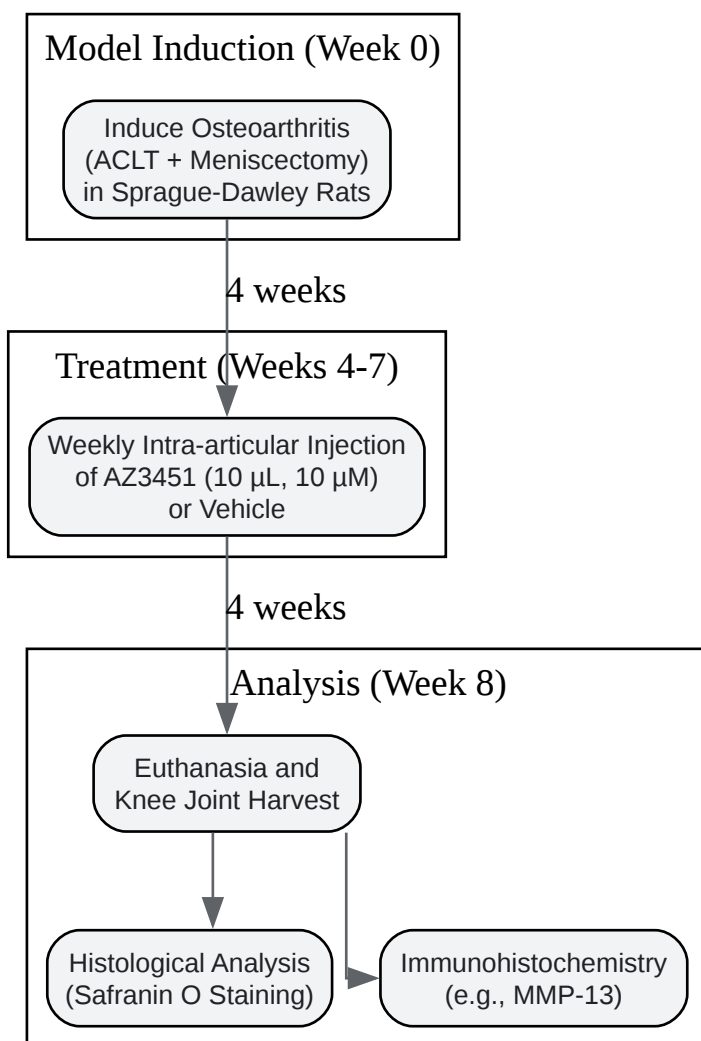 Model Induction (Week 0)
Induce Osteoarthritis
(ACLT + Meniscectomy)
in Sprague-Dawley Rats
4 weeks
Treatment (Weeks 4-7)
Weekly Intra-articular Injection
of AZ3451 (10 µL, 10 µM)
or Vehicle
4 weeks
Analysis (Week 8)
Euthanasia and
Knee Joint Harvest
Histological Analysis
(Safranin O Staining)
Immunohistochemistry
(e.g., MMP-13)